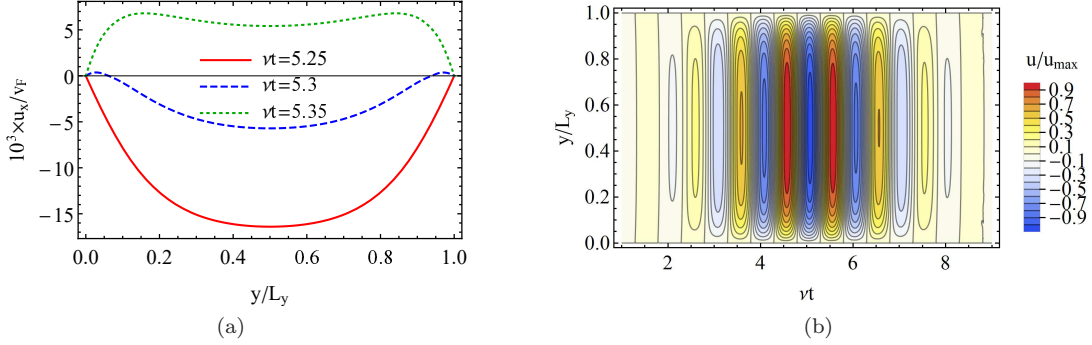 νt=5.25
νt=5.3
νt=5.35
10³×uₓ/v_F
5
0
−5
−10
−15
0.0 0.2 0.4 0.6 0.8 1.0
y/L_y
(a)
y/L_y
1.0
0.8
0.6
0.4
0.2
0.0
2 4 6 8
νt
u/u_max
0.9
0.7
0.5
0.3
0.1
−0.1
−0.3
−0.5
−0.7
−0.9
(b)